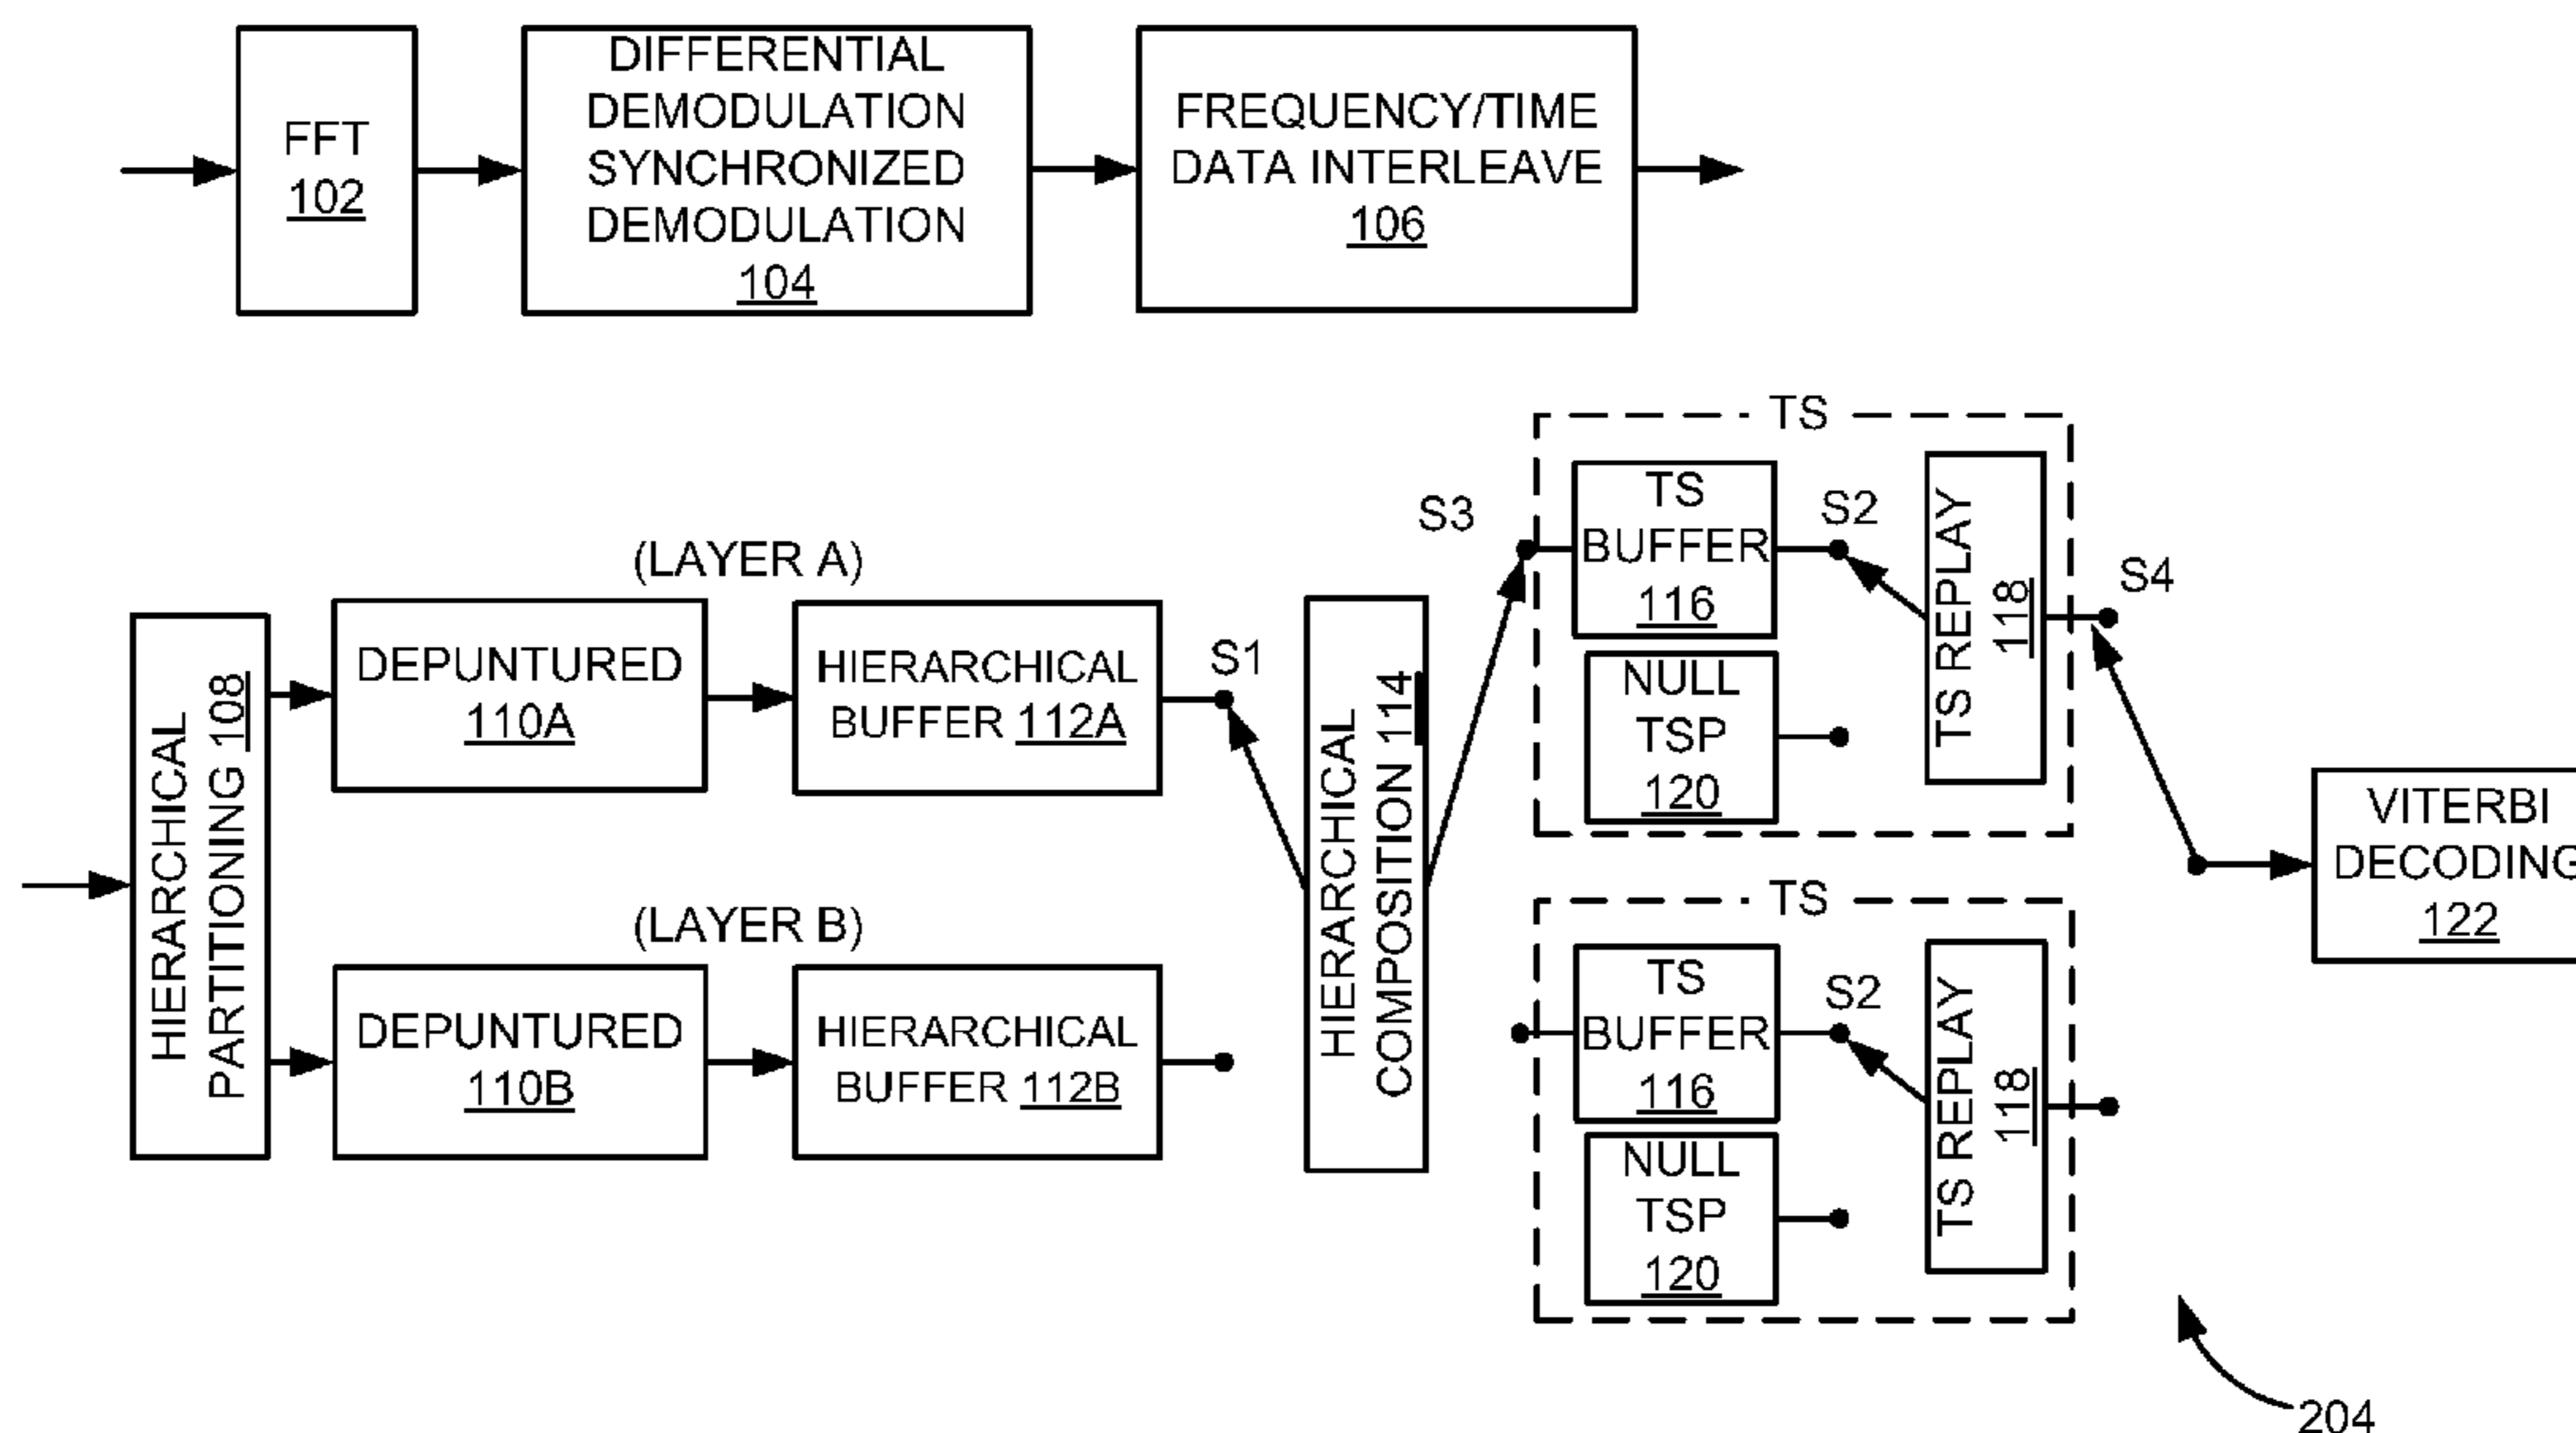 FFT
102
DIFFERENTIAL
DEMODULATION
SYNCHRONIZED
DEMODULATION
104
FREQUENCY/TIME
DATA INTERLEAVE
106
HIERARCHICAL
PARTITIONING 108
(LAYER A)
DEPUNTURED
110A
HIERARCHICAL
BUFFER 112A
S1
(LAYER B)
DEPUNTURED
110B
HIERARCHICAL
BUFFER 112B
HIERARCHICAL
COMPOSITION 114
S3
TS
TS
BUFFER
116
S2
NULL
TSP
120
TS REPLAY
118
S4
TS
TS
BUFFER
116
S2
NULL
TSP
120
TS REPLAY
118
VITERBI
DECODING
122
204